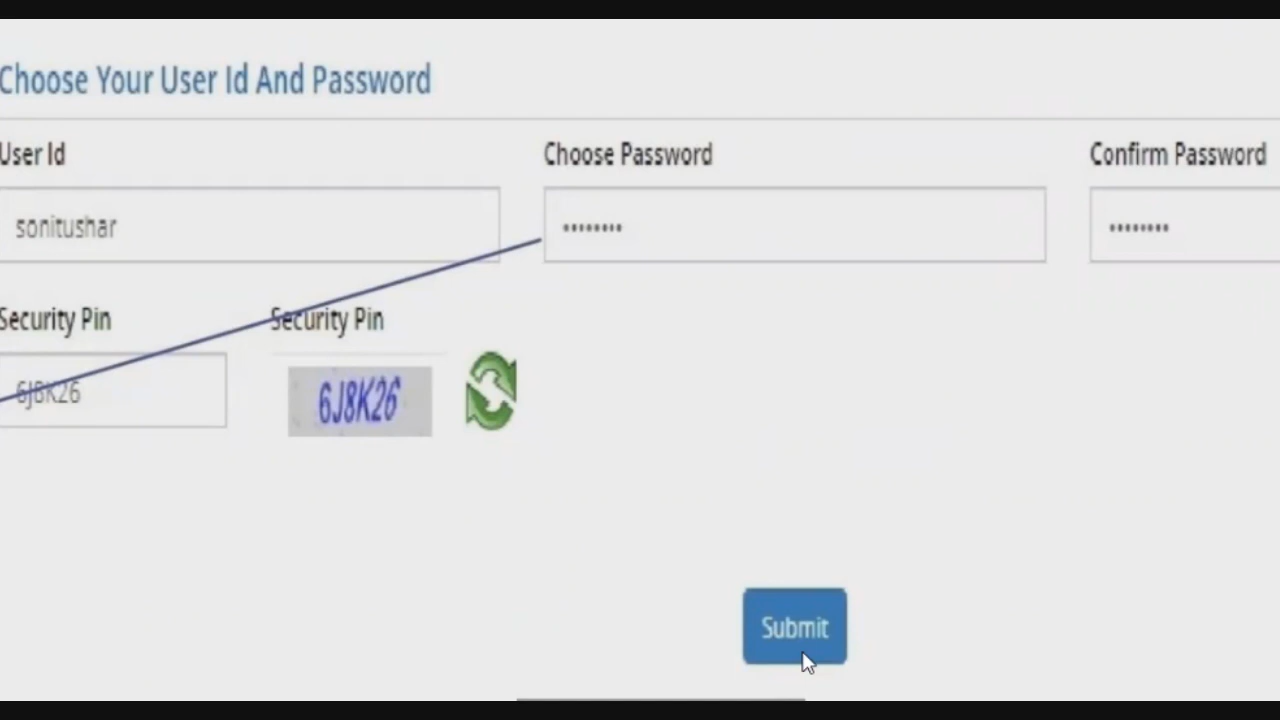 Choose Your User Id And Password
User Id
Choose Password
Confirm Password
sonitushar
••••••••
••••••••
Security Pin
Security Pin
6J8K26
6J8K26
Submit